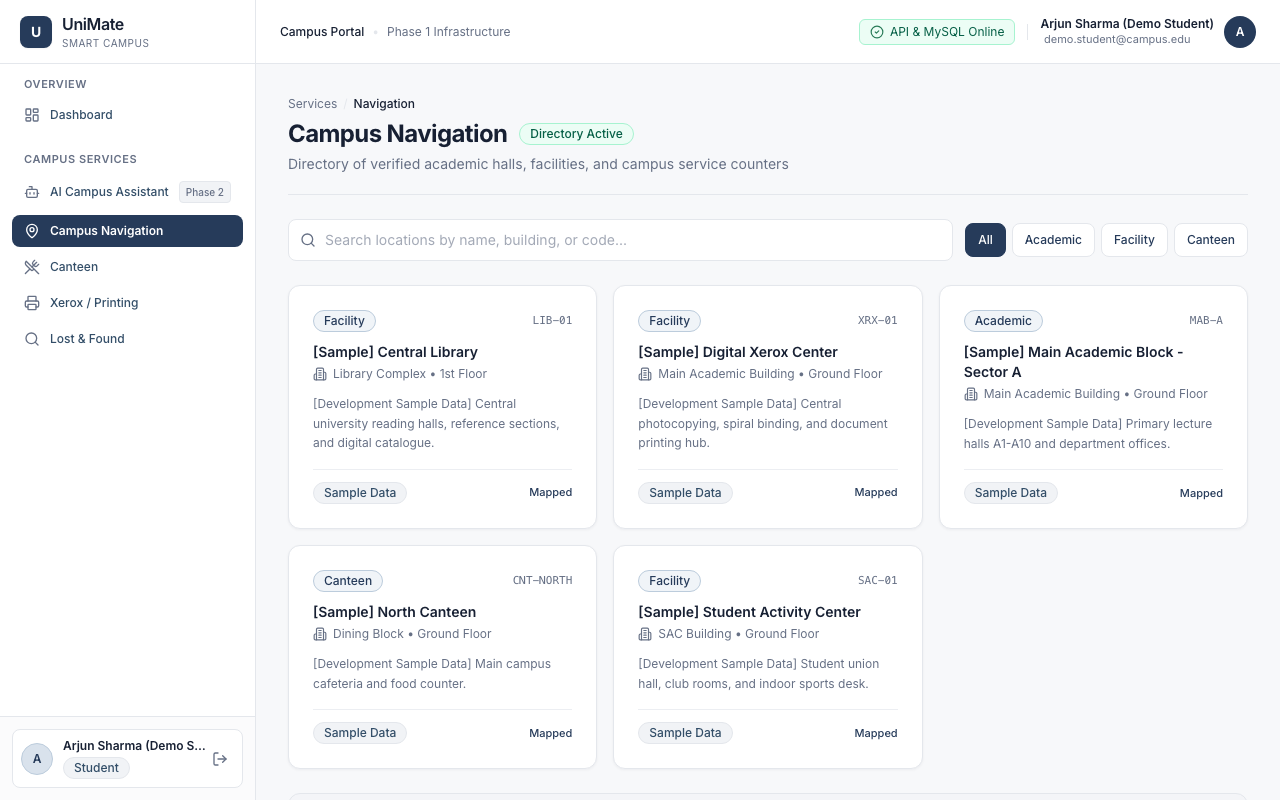 U
UniMate
SMART CAMPUS
OVERVIEW
Dashboard
CAMPUS SERVICES
AI Campus Assistant Phase 2
Campus Navigation
Canteen
Xerox / Printing
Lost & Found
A
Arjun Sharma (Demo S...
Student
Campus Portal • Phase 1 Infrastructure
API & MySQL Online
Arjun Sharma (Demo Student)
demo.student@campus.edu
A
Services / Navigation
Campus Navigation Directory Active
Directory of verified academic halls, facilities, and campus service counters
Search locations by name, building, or code...
All Academic Facility Canteen
Facility LIB-01
[Sample] Central Library
Library Complex • 1st Floor
[Development Sample Data] Central
university reading halls, reference sections,
and digital catalogue.
Sample Data Mapped
Facility XRX-01
[Sample] Digital Xerox Center
Main Academic Building • Ground Floor
[Development Sample Data] Central
photocopying, spiral binding, and document
printing hub.
Sample Data Mapped
Academic MAB-A
[Sample] Main Academic Block -
Sector A
Main Academic Building • Ground Floor
[Development Sample Data] Primary lecture
halls A1-A10 and department offices.
Sample Data Mapped
Canteen CNT-NORTH
[Sample] North Canteen
Dining Block • Ground Floor
[Development Sample Data] Main campus
cafeteria and food counter.
Sample Data Mapped
Facility SAC-01
[Sample] Student Activity Center
SAC Building • Ground Floor
[Development Sample Data] Student union
hall, club rooms, and indoor sports desk.
Sample Data Mapped